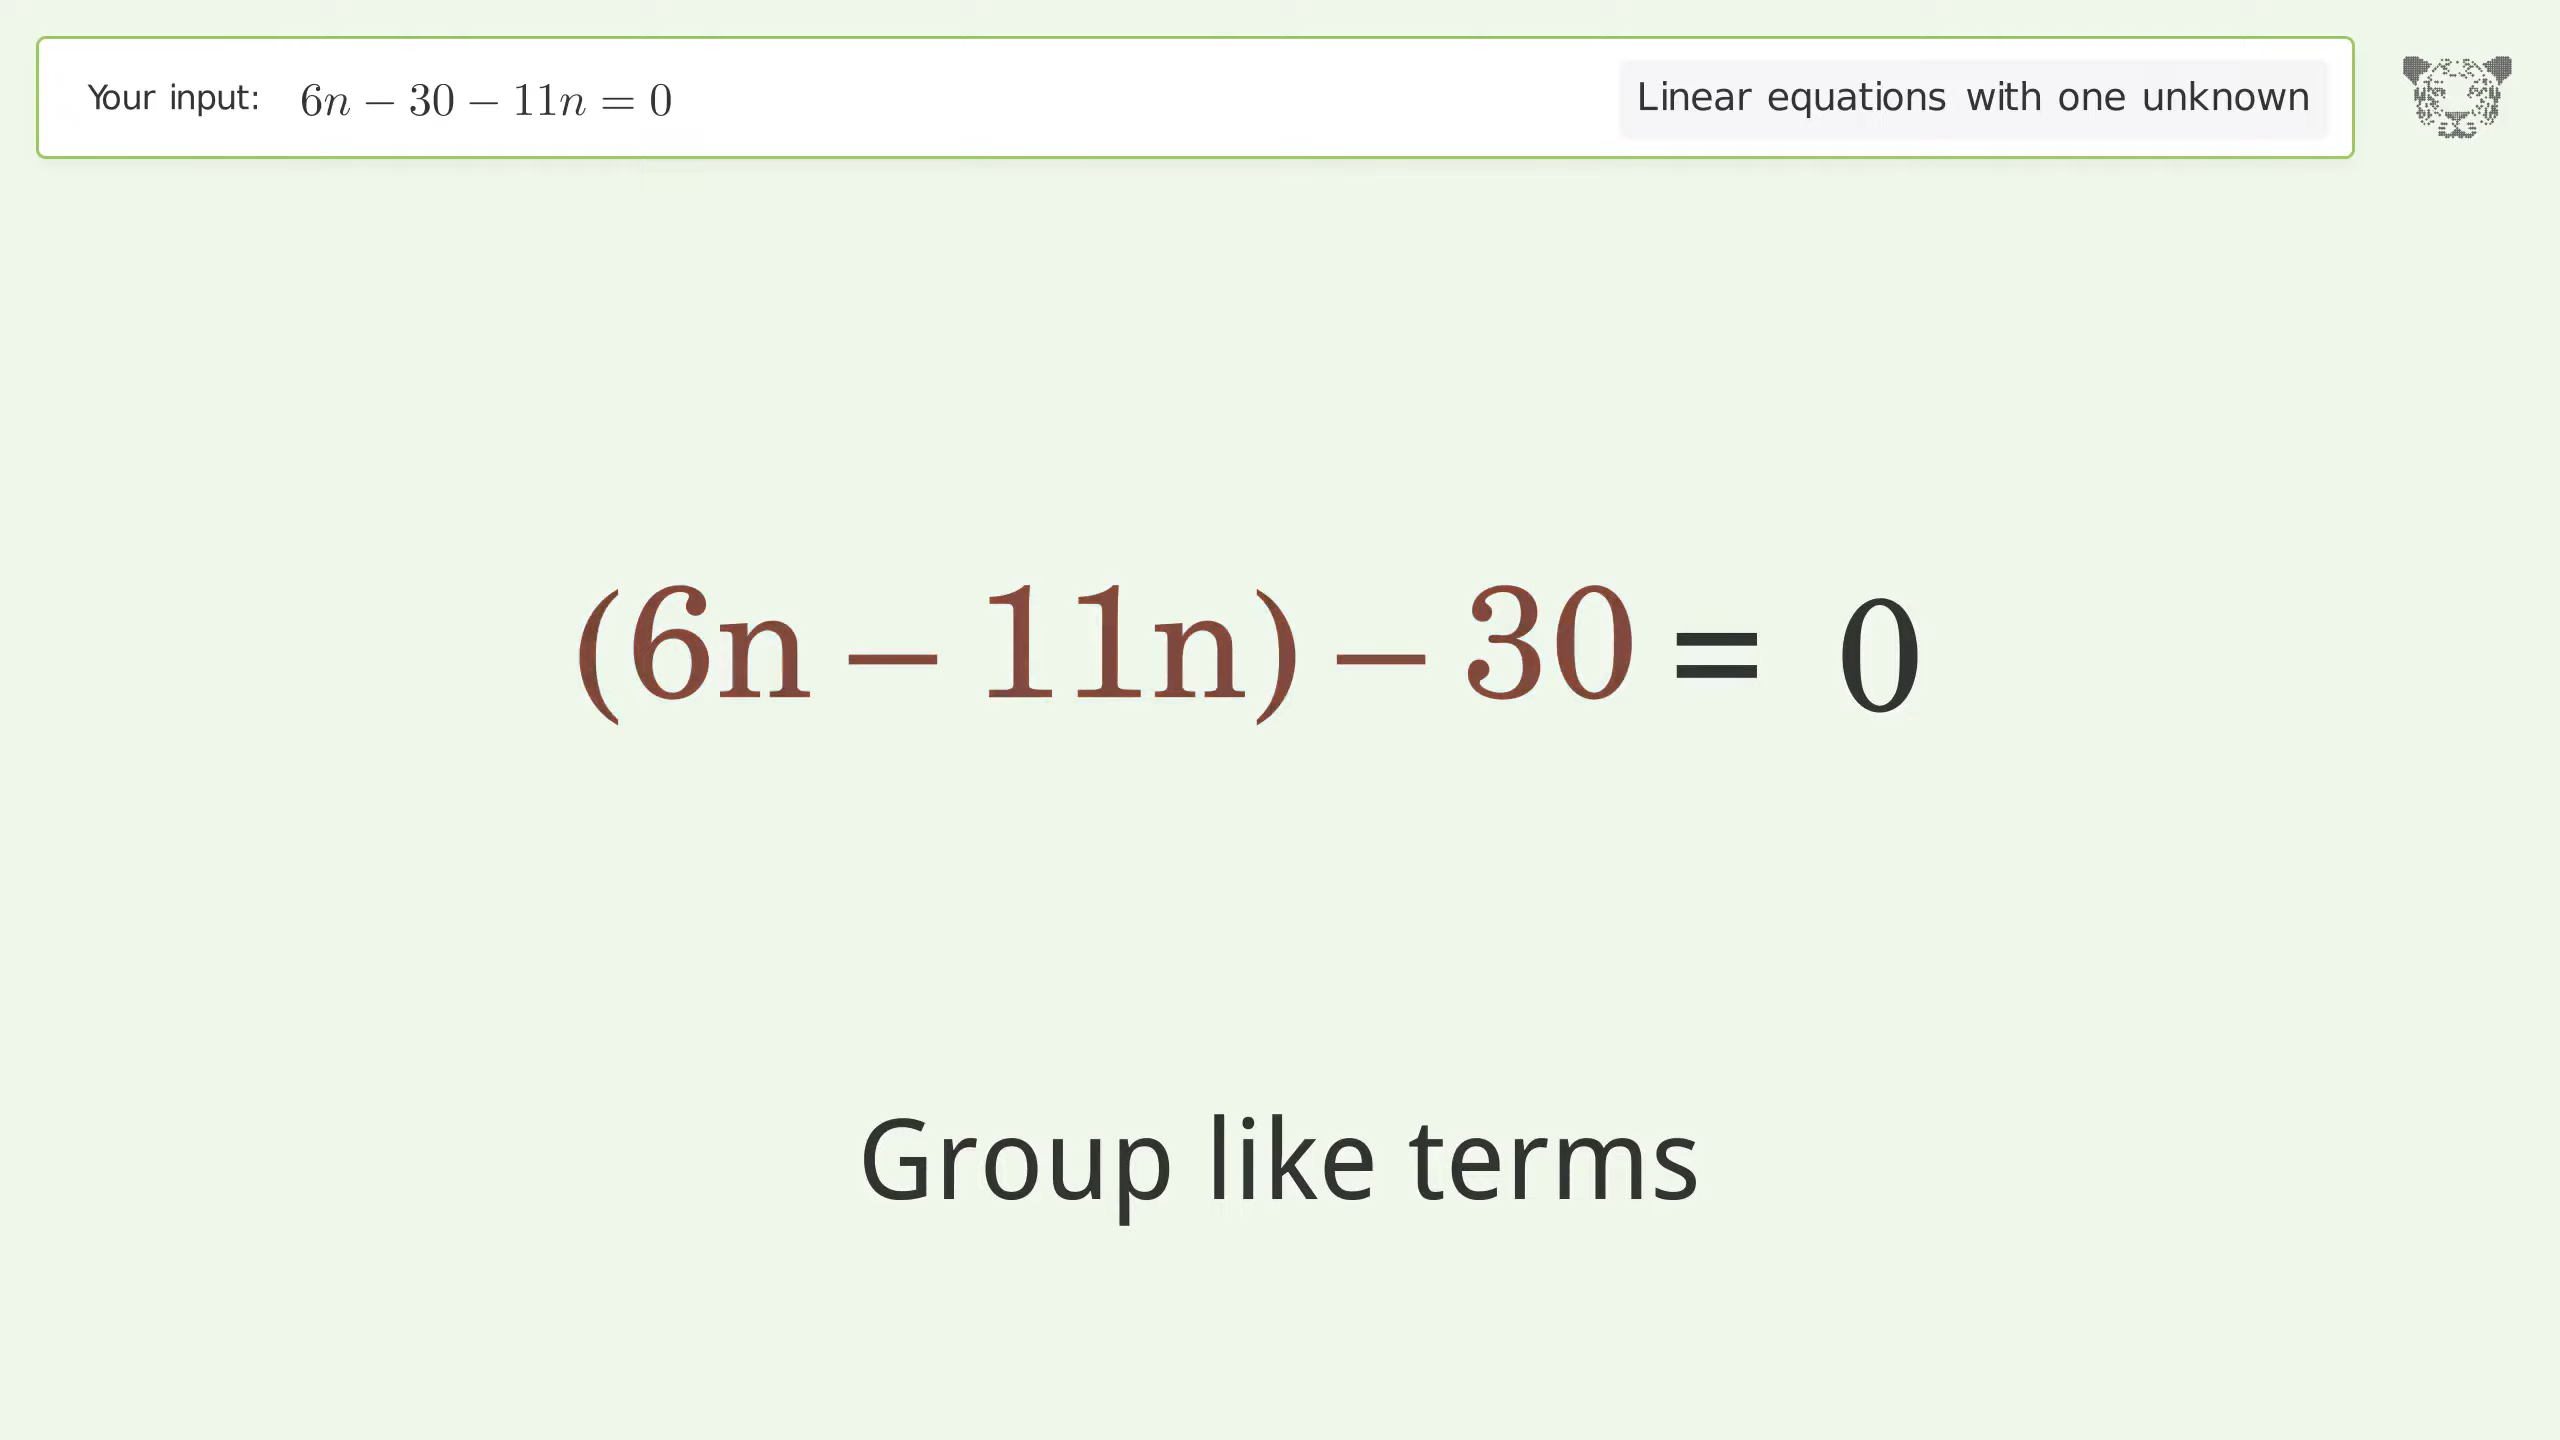 Your input: 6n − 30 − 11n = 0
Linear equations with one unknown
(6n − 11n) − 30 = 0
Group like terms